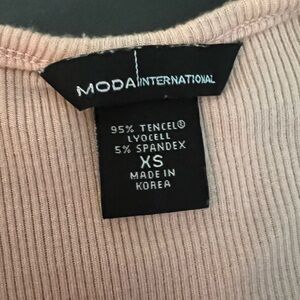 MODA INTERNATIONAL
95% TENCEL®
LYOCELL
5% SPANDEX
XS
MADE IN
KOREA